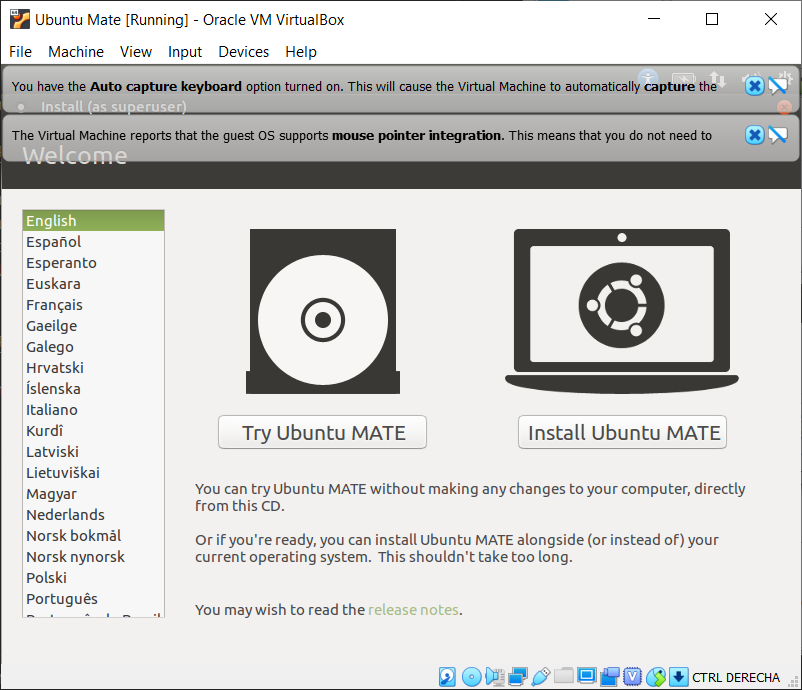 Ubuntu Mate [Running] - Oracle VM VirtualBox
File Machine View Input Devices Help
You have the Auto capture keyboard option turned on. This will cause the Virtual Machine to automatically capture the
Install (as superuser)
The Virtual Machine reports that the guest OS supports mouse pointer integration. This means that you do not need to
Welcome
English
Español
Esperanto
Euskara
Français
Gaeilge
Galego
Hrvatski
Íslenska
Italiano
Kurdî
Latviski
Lietuviškai
Magyar
Nederlands
Norsk bokmål
Norsk nynorsk
Polski
Português
Try Ubuntu MATE
Install Ubuntu MATE
You can try Ubuntu MATE without making any changes to your computer, directly
from this CD.
Or if you're ready, you can install Ubuntu MATE alongside (or instead of) your
current operating system. This shouldn't take too long.
You may wish to read the release notes.
CTRL DERECHA